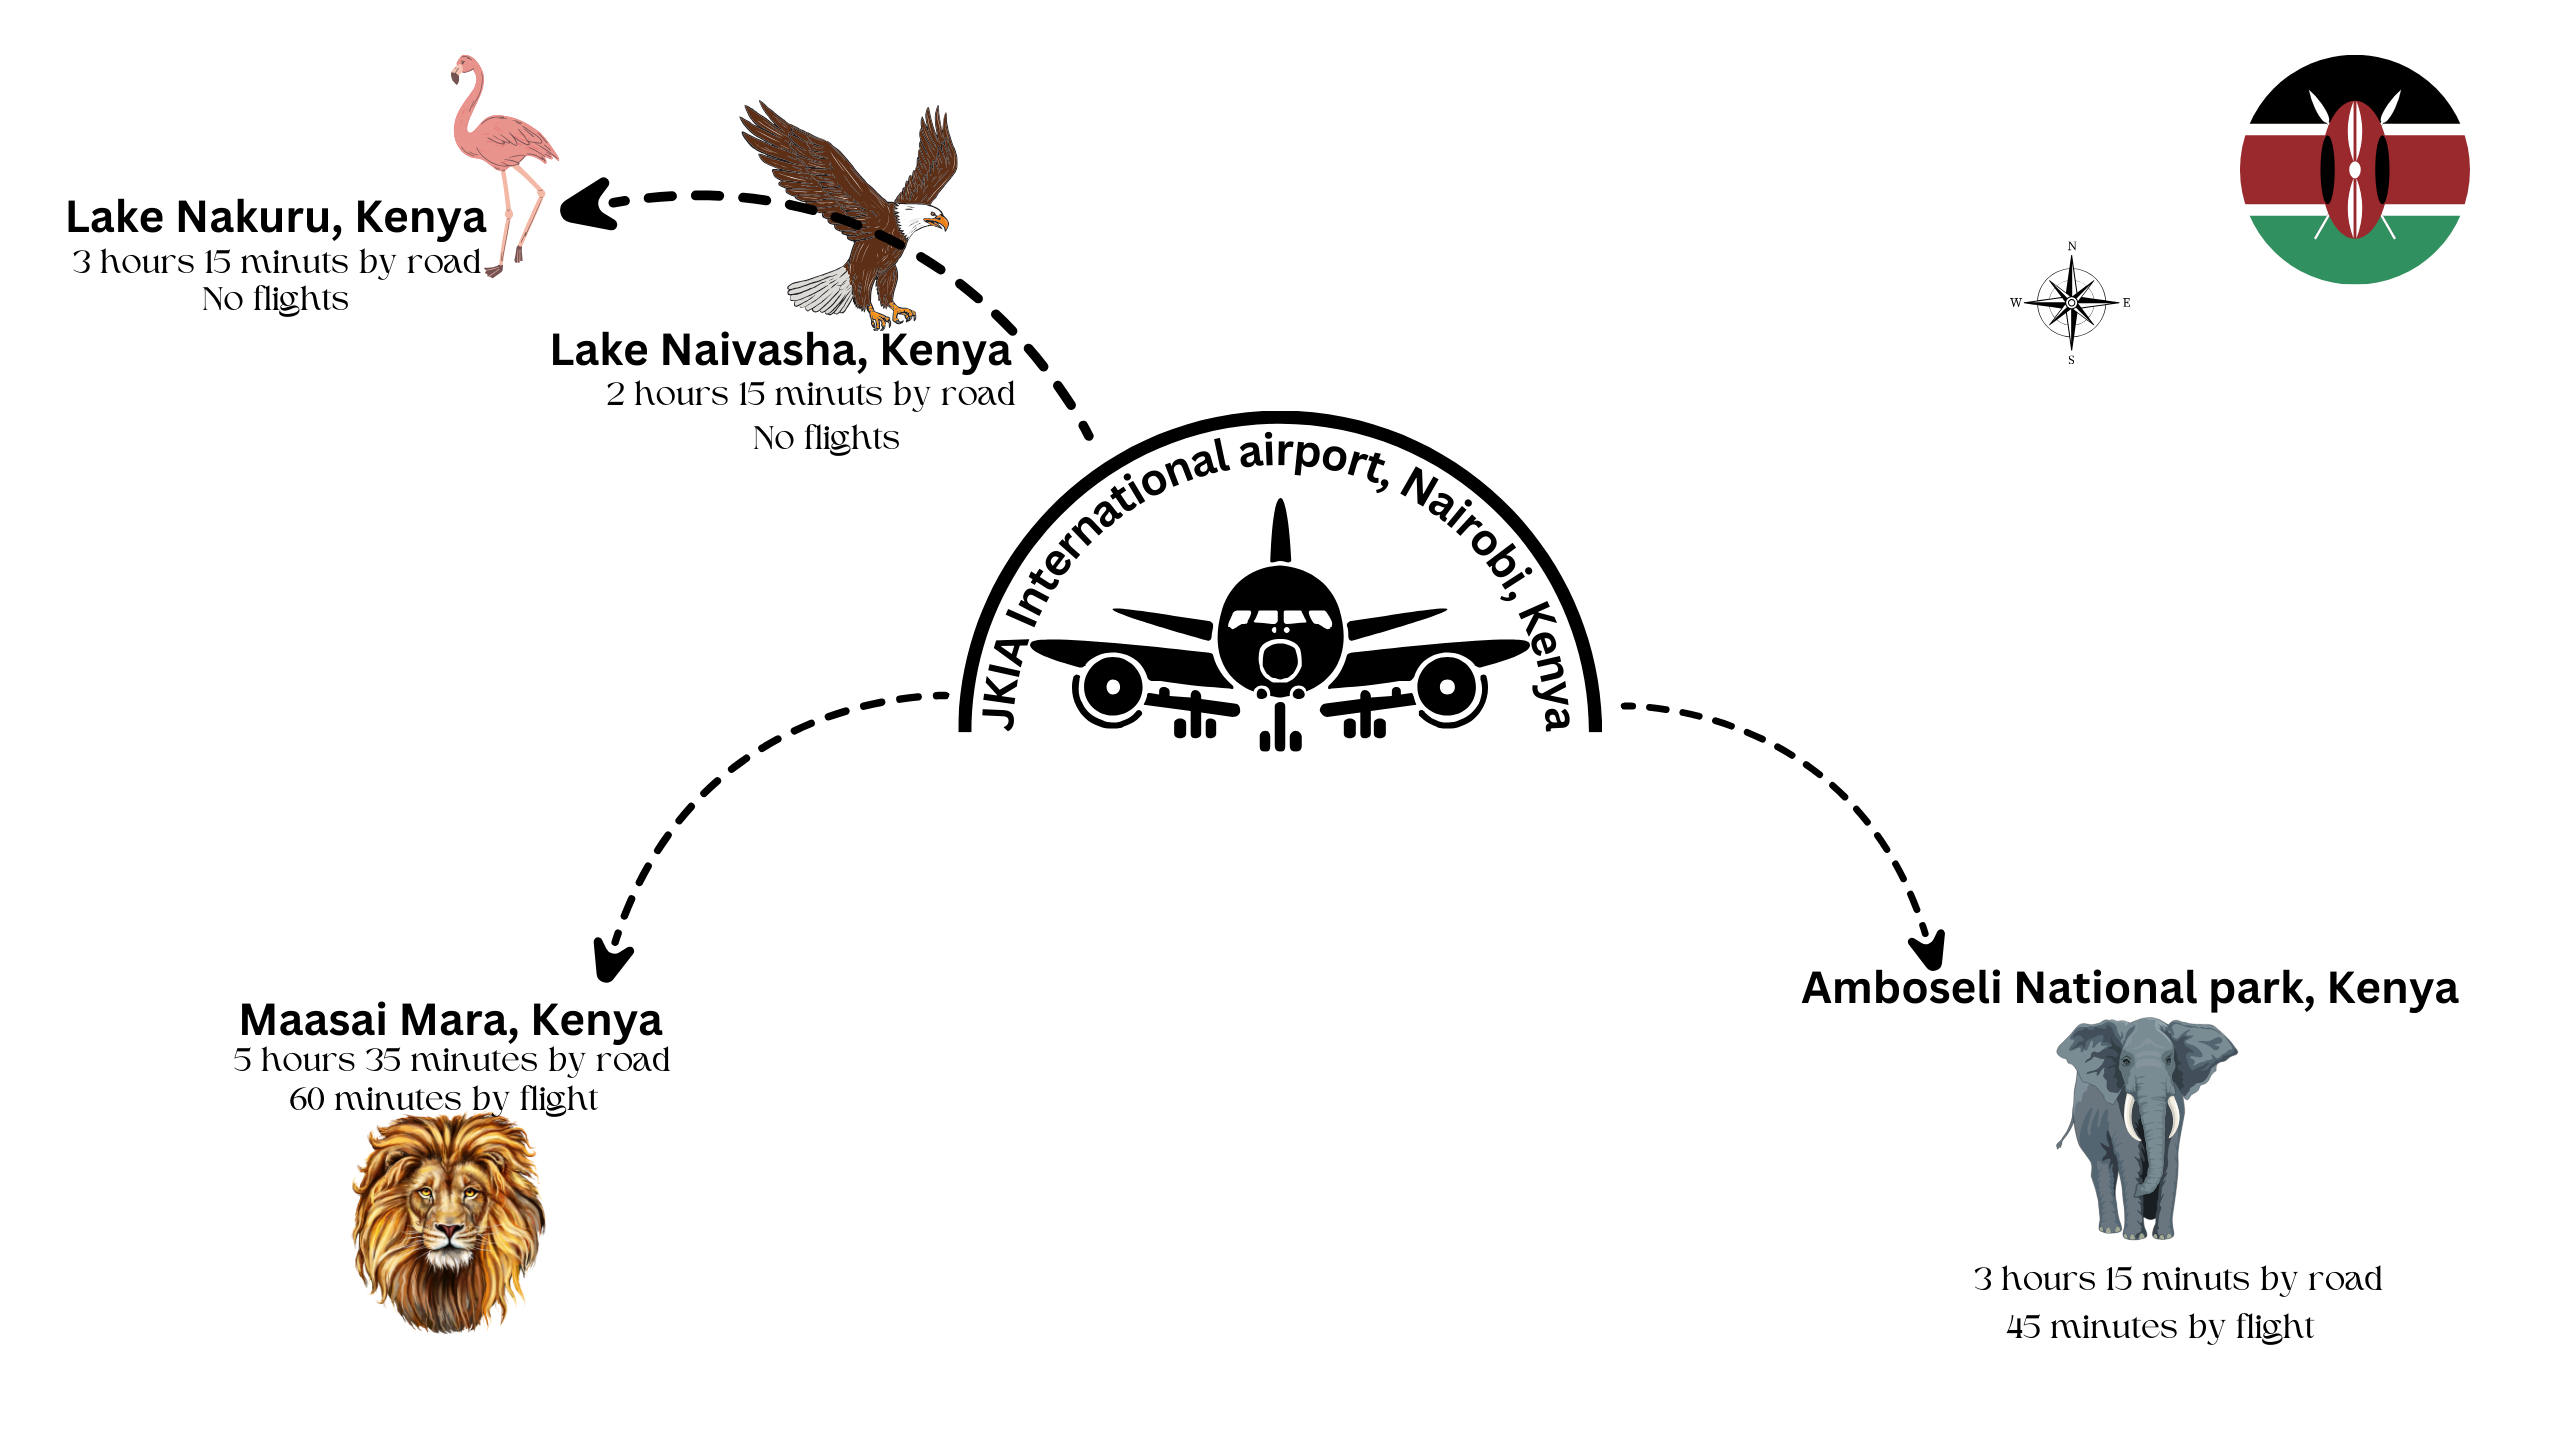 Lake Nakuru, Kenya
3 hours 15 minuts by road
No flights
Lake Naivasha, Kenya
2 hours 15 minuts by road
No flights
N
W E
S
JKIA International airport, Nairobi, Kenya
Maasai Mara, Kenya
5 hours 35 minutes by road
60 minutes by flight
Amboseli National park, Kenya
3 hours 15 minuts by road
45 minutes by flight